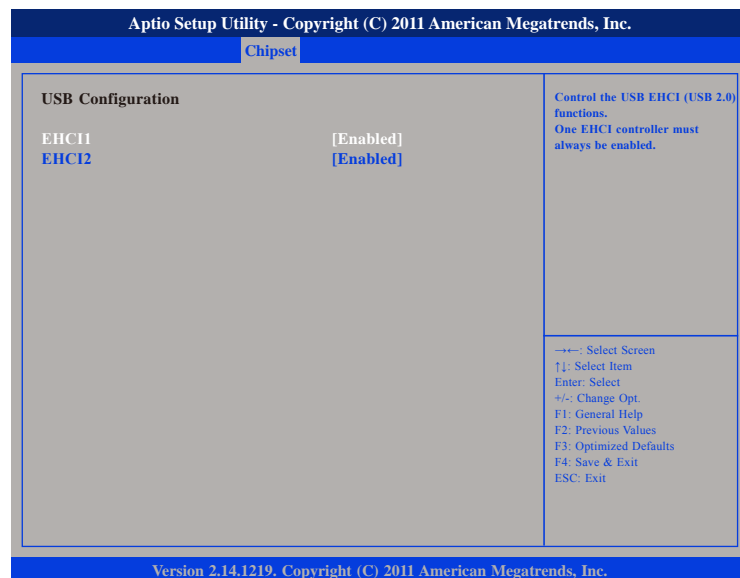 Aptio Setup Utility - Copyright (C) 2011 American Megatrends, Inc.
Chipset
USB Configuration
EHCI1 [Enabled]
EHCI2 [Enabled]
Control the USB EHCI (USB 2.0)
functions.
One EHCI controller must
always be enabled.
→←: Select Screen
↑↓: Select Item
Enter: Select
+/-: Change Opt.
F1: General Help
F2: Previous Values
F3: Optimized Defaults
F4: Save & Exit
ESC: Exit
Version 2.14.1219. Copyright (C) 2011 American Megatrends, Inc.